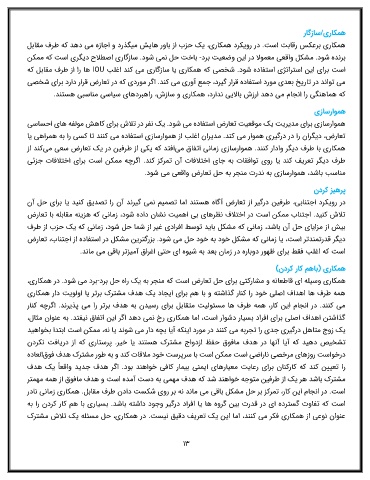 همکاری/سازگار
همکاری برعکس رقابت است. در رویکرد همکاری، یک حزب از باور هایش میگذرد و اجازه می دهد که طرف مقابل
برنده شود. مشکل واقعی معمولا در این وضعیت برد- باخت حل نمی شود. سازگاری اصطلاح دیگری است که ممکن
است برای این استراتژی استفاده شود. شخصی که همکاری یا سازگاری می کند اغلب IOU ها را از طرف مقابل که
می تواند در تاریخ بعدی مورد استفاده قرار گیرد، جمع آوری می کند. اگر موردی که در تعارض قرار دارد برای شخصی
که هماهنگی را انجام می دهد ارزش بالایی ندارد، همکاری و سازش، راهبردهای سیاسی مناسبی هستند.
هموارسازی
هموارسازی برای مدیریت یک موقعیت تعارض استفاده می شود. یک نفر در تلاش برای کاهش مولفه های احساسی
تعارض، دیگران را در درگیری هموار می کند. مدیران اغلب از هموارسازی استفاده می کنند تا کسی را به همراهی یا
همکاری با طرف دیگر وادار کنند. هموارسازی زمانی اتفاق می‌افتد که یکی از طرفین در یک تعارض سعی می‌کند از
طرف دیگر تعریف کند یا روی توافقات به جای اختلافات آن تمرکز کند. اگرچه ممکن است برای اختلافات جزئی
مناسب باشد، هموارسازی به ندرت منجر به حل تعارض واقعی می شود.
پرهیز کردن
در رویکرد اجتنابی، طرفین درگیر از تعارض آگاه هستند اما تصمیم نمی گیرند آن را تصدیق کنید یا برای حل آن
تلاش کنید. اجتناب ممکن است در اختلاف نظرهای بی اهمیت نشان داده شود، زمانی که هزینه مقابله با تعارض
بیش از مزایای حل آن باشد، زمانی که مشکل باید توسط افرادی غیر از شما حل شود، زمانی که یک حزب از طرف
دیگر قدرتمندتر است، یا زمانی که مشکل خود به خود حل می شود. بزرگترین مشکل در استفاده از اجتناب، تعارض
است که اغلب فقط برای ظهور دوباره در زمان بعد به شیوه ای حتی اغراق آمیزتر باقی می ماند.
همکاری (باهم کار کردن)
همکاری وسیله ای قاطعانه و مشارکتی برای حل تعارض است که منجر به یک راه حل برد-برد می شود. در همکاری،
همه طرف ها اهداف اصلی خود را کنار گذاشته و با هم برای ایجاد یک هدف مشترک برتر یا اولویت دار همکاری
می کنند. در انجام این کار، همه طرف ها مسئولیت متقابل برای رسیدن به هدف برتر را می پذیرند. اگرچه کنار
گذاشتن اهداف اصلی برای افراد بسیار دشوار است، اما همکاری رخ نمی دهد اگر این اتفاق نیفتد. به عنوان مثال،
یک زوج متاهل درگیری جدی را تجربه می کنند در مورد اینکه آیا بچه دار می شوند یا نه، ممکن است ابتدا بخواهید
تشخیص دهید که آیا آنها در هدف مافوق حفظ ازدواج مشترک هستند یا خیر. پرستاری که از دریافت نکردن
درخواست روزهای مرخصی ناراضی است ممکن است با سرپرست خود ملاقات کند و به طور مشترک هدف فوق‌العاده
را تعیین کند که کارکنان برای رعایت معیارهای ایمنی بیمار کافی خواهند بود. اگر هدف جدید واقعاً یک هدف
مشترک باشد هر یک از طرفین متوجه خواهند شد که هدف مهمی به دست آمده است و هدف مافوق از همه مهمتر
است. در انجام این کار، تمرکز بر حل مشکل باقی می ماند نه بر روی شکست دادن طرف مقابل. همکاری زمانی نادر
است که تفاوت گسترده ای در قدرت بین گروه ها یا افراد درگیر وجود داشته باشد. بسیاری با هم کار کردن را به
عنوان نوعی از همکاری فکر می کنند، اما این یک تعریف دقیق نیست. در همکاری، حل مسئله یک تلاش مشترک
۱۳